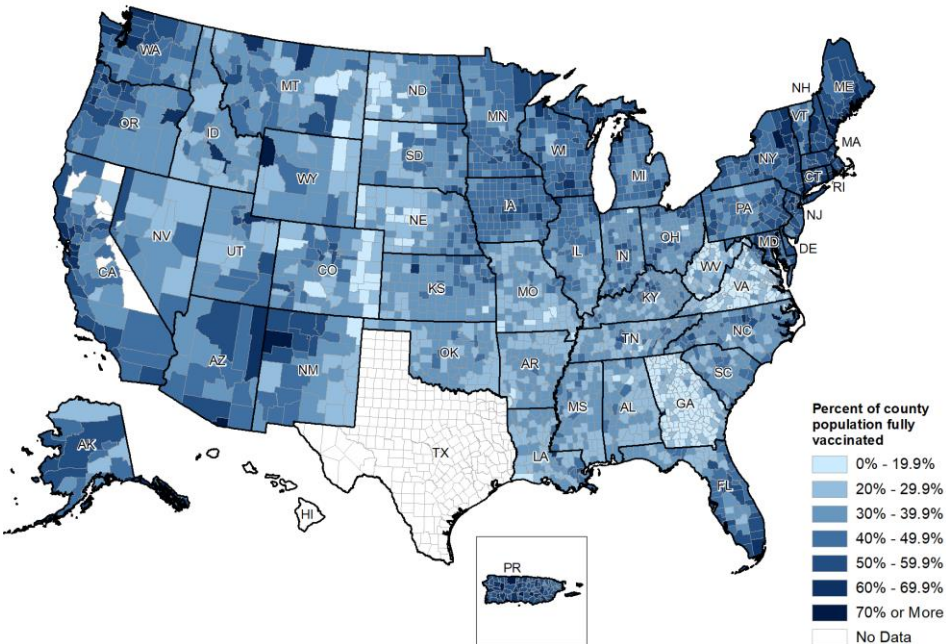 WA
OR
CA
NV
ID
MT
WY
UT
AZ
CO
NM
ND
SD
NE
KS
OK
TX
MN
IA
MO
AR
LA
WI
IL
MI
IN
OH
KY
TN
MS
AL
GA
FL
SC
NC
VA
WV
PA
NY
VT
NH
ME
MA
CT
RI
NJ
DE
MD
AK
HI
PR
Percent of county
population fully
vaccinated
0% - 19.9%
20% - 29.9%
30% - 39.9%
40% - 49.9%
50% - 59.9%
60% - 69.9%
70% or More
No Data